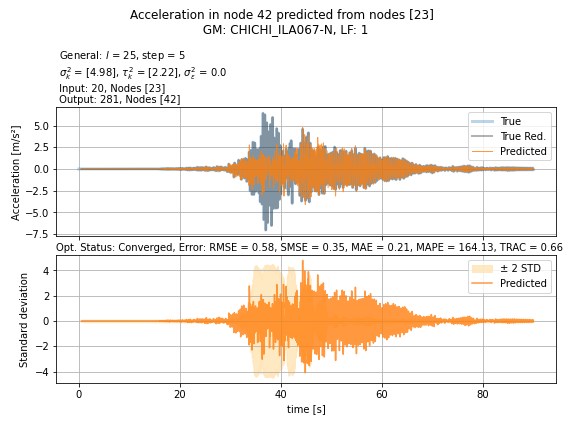 Acceleration in node 42 predicted from nodes [23]
GM: CHICHI_ILA067-N, LF: 1
General: l = 25, step = 5
σ²ₖ = [4.98], τ²ₖ = [2.22], σ²ε = 0.0
Input: 20, Nodes [23]
Output: 281, Nodes [42]
Acceleration [m/s²]
5.0
2.5
0.0
−2.5
−5.0
−7.5
True
True Red.
Predicted
Opt. Status: Converged, Error: RMSE = 0.58, SMSE = 0.35, MAE = 0.21, MAPE = 164.13, TRAC = 0.66
Standard deviation
4
2
0
−2
−4
± 2 STD
Predicted
0 20 40 60 80
time [s]